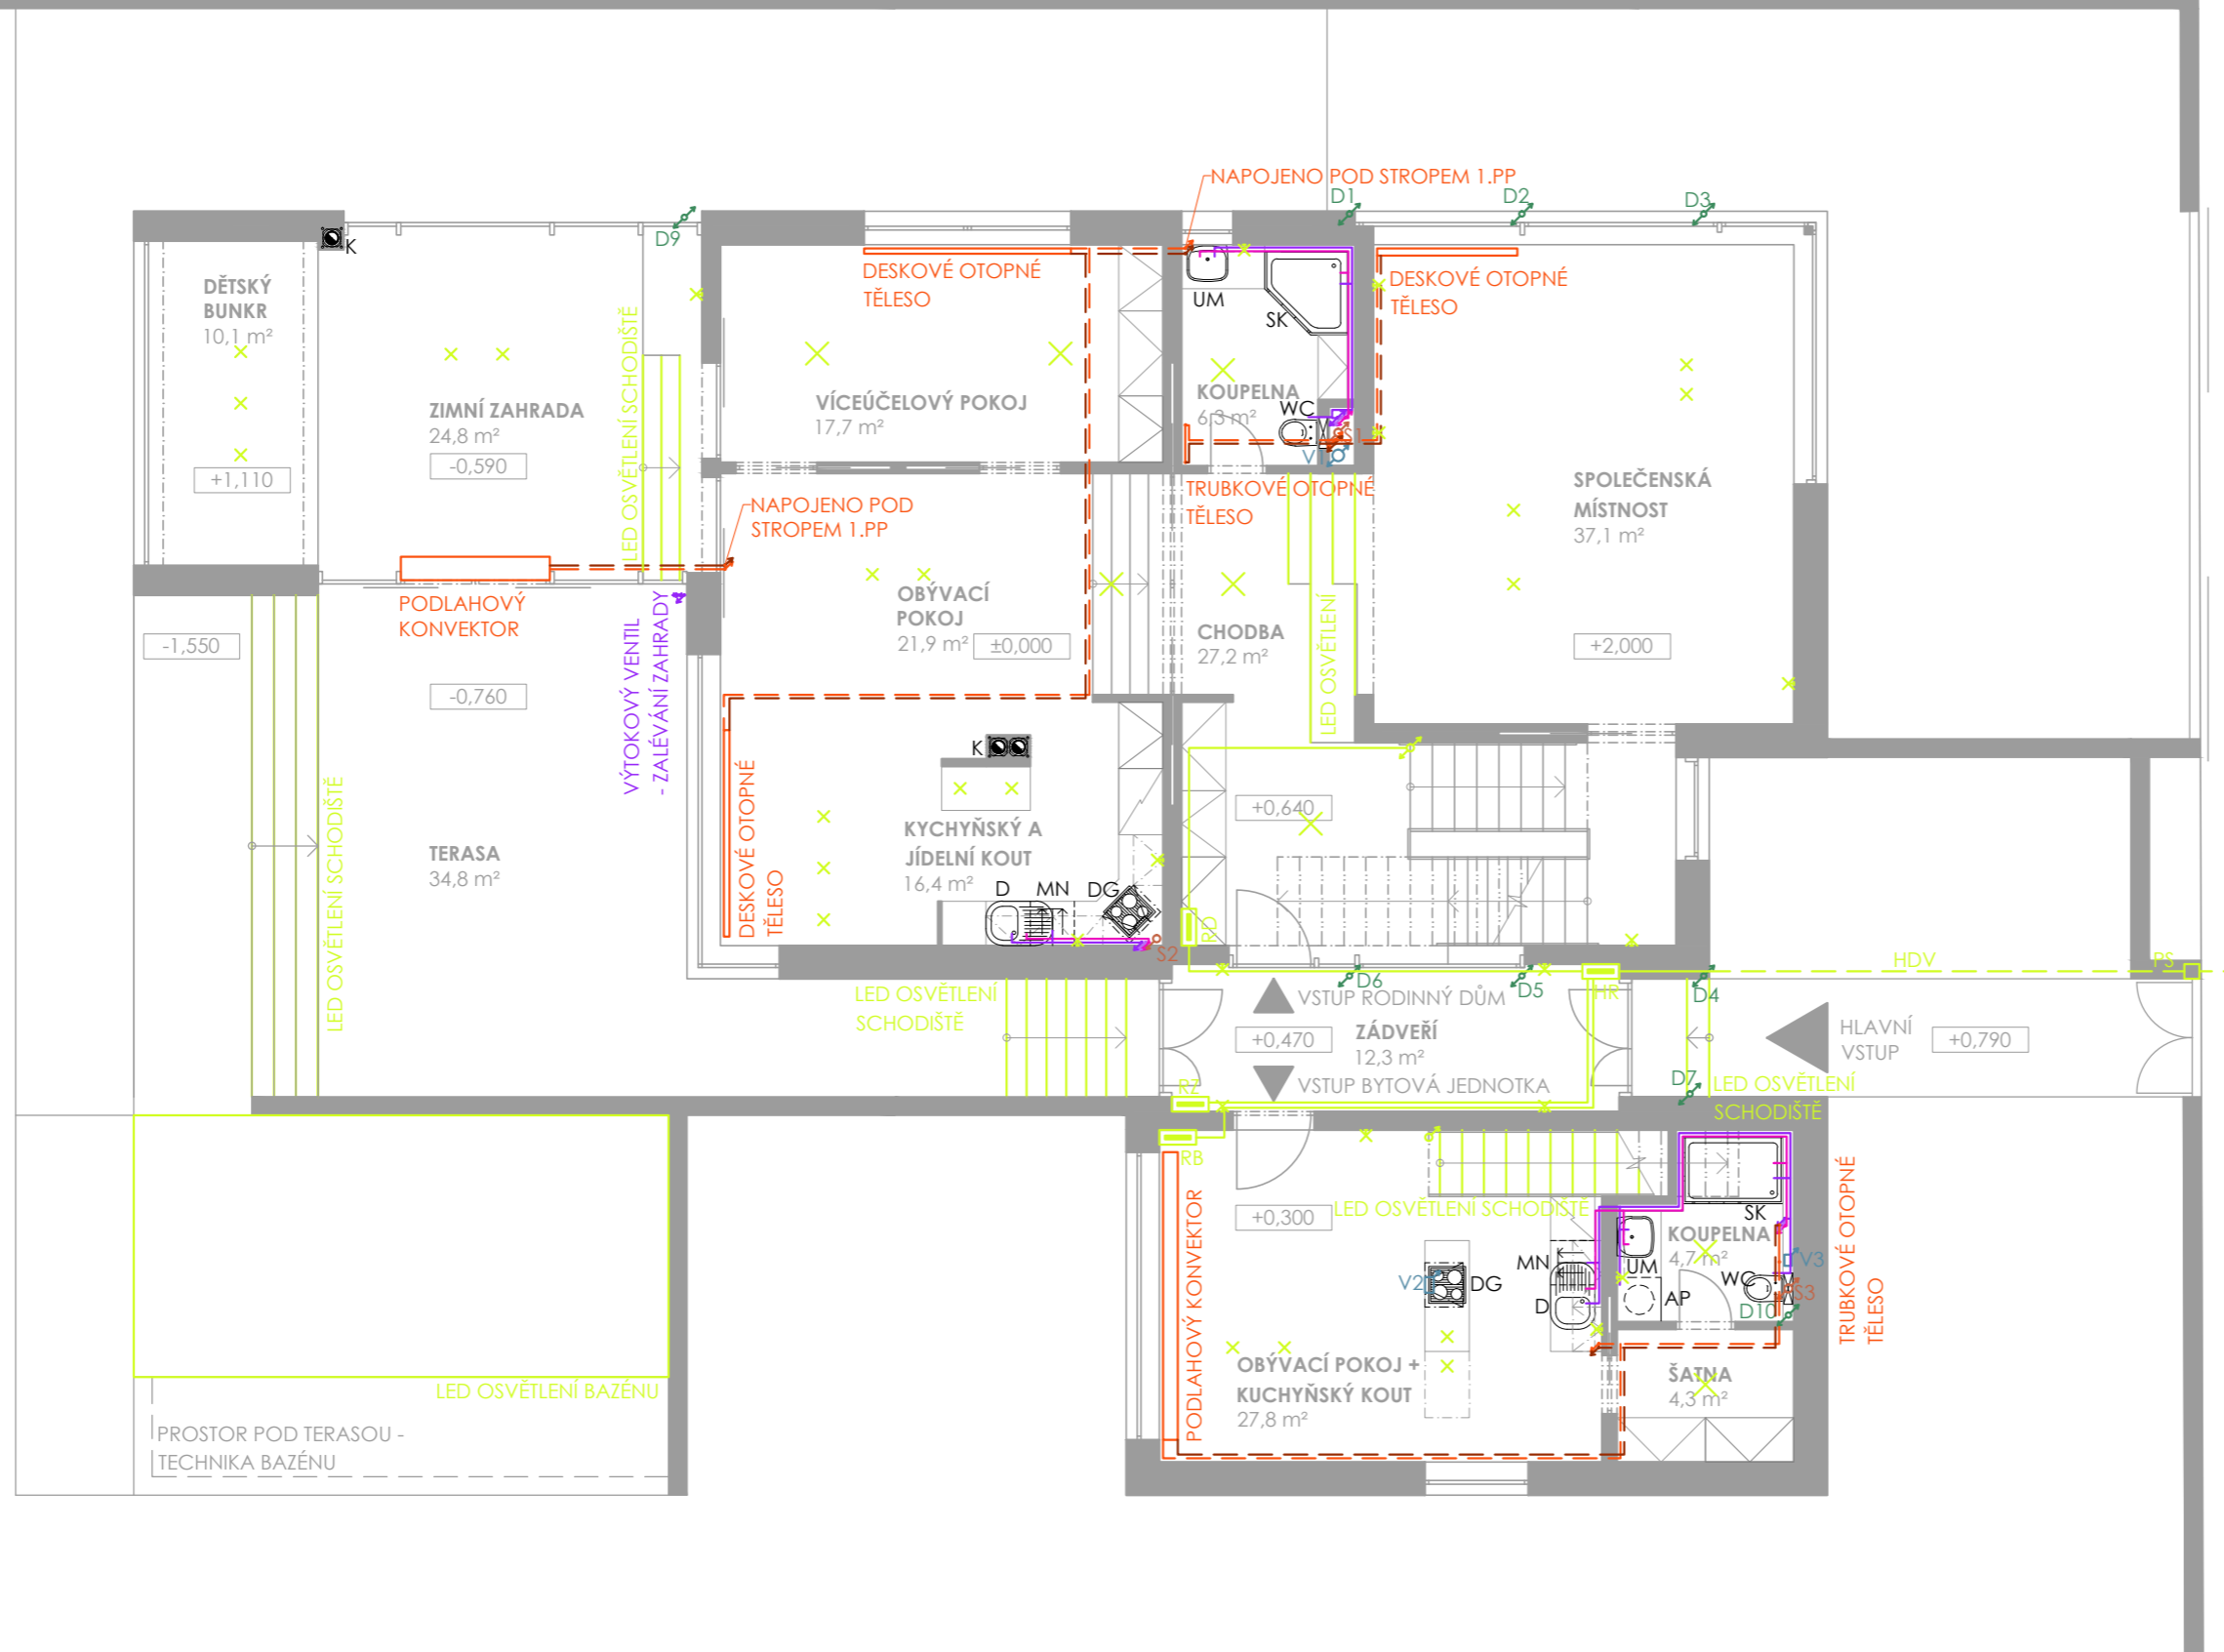 NAPOJENO POD STROPEM 1.PP
D1
D2
D3
D9
K
DĚTSKÝ
BUNKR
10,1 m²
+1,110
ZIMNÍ ZAHRADA
24,8 m²
-0,590
LED OSVĚTLENÍ SCHODIŠTĚ
DESKOVÉ OTOPNÉ
TĚLESO
VÍCEÚČELOVÝ POKOJ
17,7 m²
UM
SK
KOUPELNA
6,3 m²
WC
S1
V1
DESKOVÉ OTOPNÉ
TĚLESO
TRUBKOVÉ OTOPNÉ
TĚLESO
SPOLEČENSKÁ
MÍSTNOST
37,1 m²
+2,000
NAPOJENO POD
STROPEM 1.PP
OBÝVACÍ
POKOJ
21,9 m²
±0,000
CHODBA
27,2 m²
LED OSVĚTLENÍ
PODLAHOVÝ
KONVEKTOR
-1,550
-0,760
VÝTOKOVÝ VENTIL
- ZALÉVÁNÍ ZAHRADY
LED OSVĚTLENÍ SCHODIŠTĚ
TERASA
34,8 m²
DESKOVÉ OTOPNÉ
TĚLESO
K
KYCHYŇSKÝ A
JÍDELNÍ KOUT
16,4 m²
D
MN
DG
S2
+0,640
RD
HDV
PS
LED OSVĚTLENÍ
SCHODIŠTĚ
D6
D5
HR
D4
VSTUP RODINNÝ DŮM
+0,470
ZÁDVEŘÍ
12,3 m²
VSTUP BYTOVÁ JEDNOTKA
HLAVNÍ
VSTUP
+0,790
RZ
D7
LED OSVĚTLENÍ
SCHODIŠTĚ
RB
+0,300
LED OSVĚTLENÍ SCHODIŠTĚ
PODLAHOVÝ KONVEKTOR
SK
KOUPELNA
4,7 m²
UM
WC
V3
S3
AP
D10
TRUBKOVÉ OTOPNÉ
TĚLESO
V2
DG
MN
D
OBÝVACÍ POKOJ +
KUCHYŇSKÝ KOUT
27,8 m²
ŠATNA
4,3 m²
LED OSVĚTLENÍ BAZÉNU
PROSTOR POD TERASOU -
TECHNIKA BAZÉNU